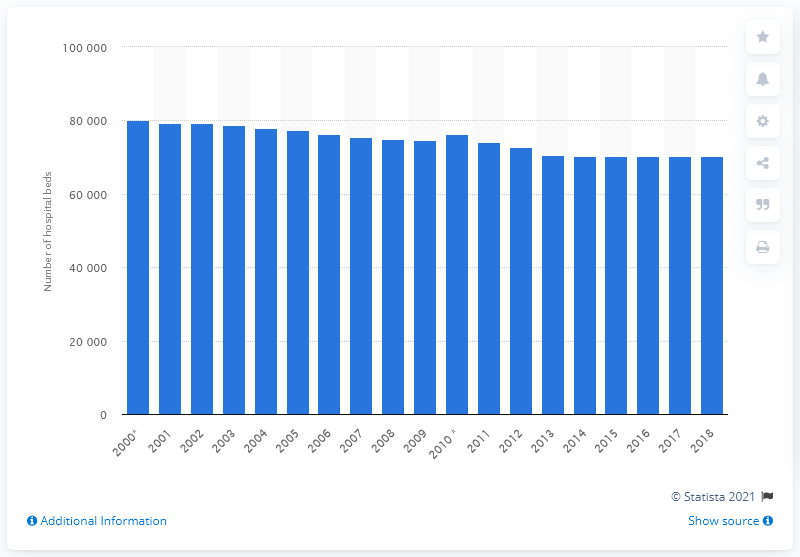 100 000
80 000
60 000
40 000
20 000
0
Number of hospital beds
2000* 2001 2002 2003 2004 2005 2006 2007 2008 2009 2010 * 2011 2012 2013 2014 2015 2016 2017 2018
© Statista 2021
Additional Information
Show source